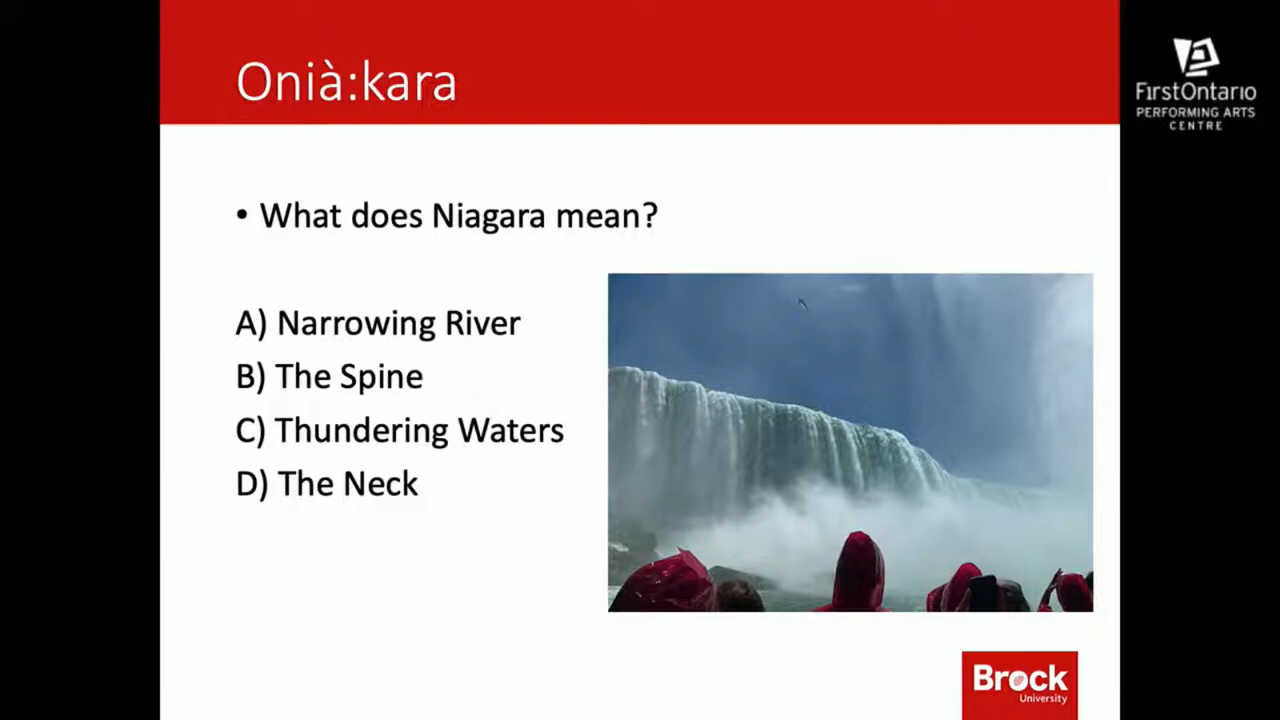 Onià:kara
FirstOntario
PERFORMING ARTS
CENTRE
• What does Niagara mean?
A) Narrowing River
B) The Spine
C) Thundering Waters
D) The Neck
Brock
University